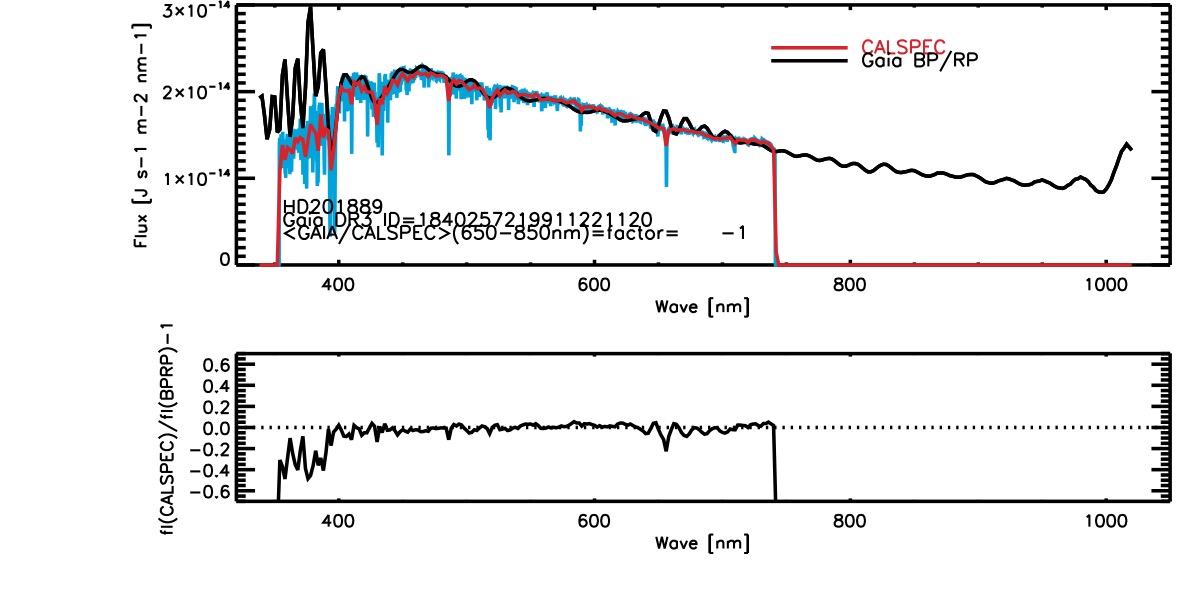 3×10−14
2×10−14
1×10−14
0
Flux [J s−1 m−2 nm−1]
CALSPEC
Gaia BP/RP
HD201889
Gaia DR3 ID=1840257219911221120
<GAIA/CALSPEC>(650−850nm)=factor= −1
400 600 800 1000
Wave [nm]
fl(CALSPEC)/fl(BPRP)−1
0.6
0.4
0.2
0.0
−0.2
−0.4
−0.6
400 600 800 1000
Wave [nm]